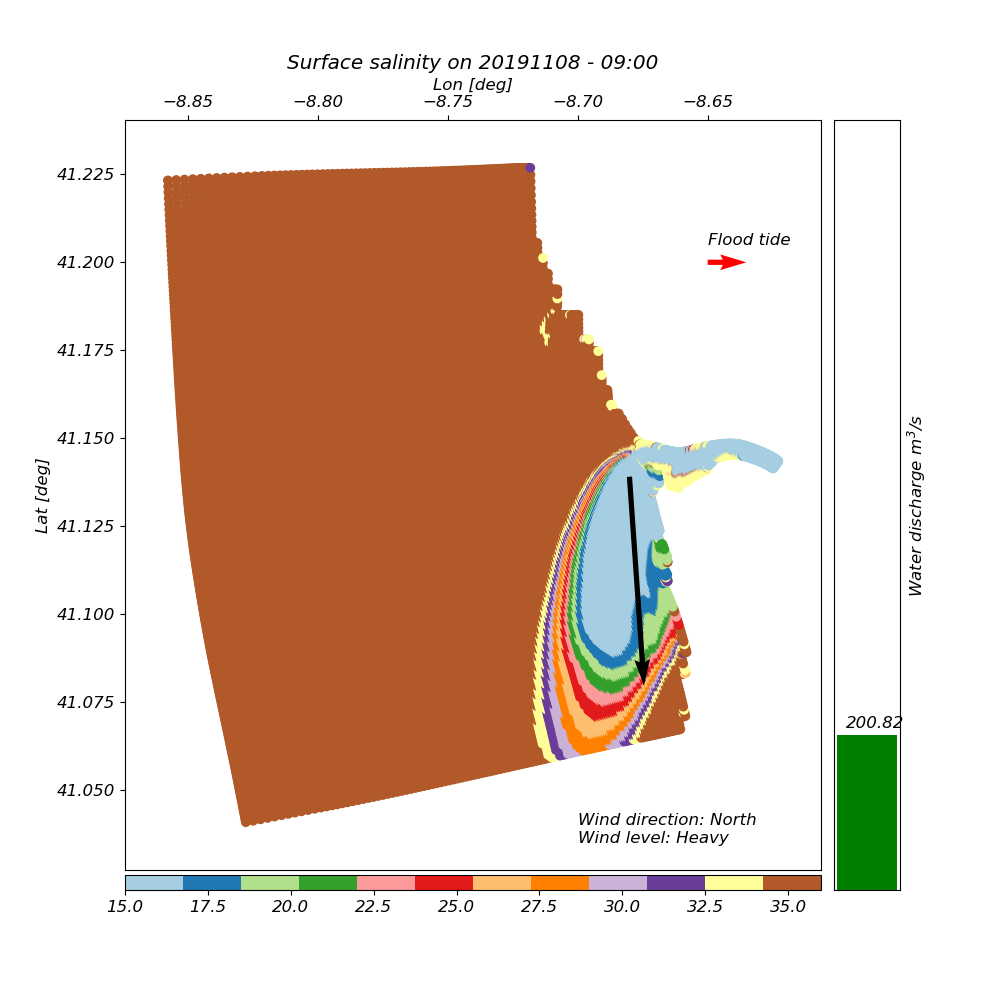 Surface salinity on 20191108 - 09:00
Lon [deg]
−8.85 −8.80 −8.75 −8.70 −8.65
41.225
41.200
41.175
41.150
41.125
41.100
41.075
41.050
Lat [deg]
Flood tide
Wind direction: North
Wind level: Heavy
15.0 17.5 20.0 22.5 25.0 27.5 30.0 32.5 35.0
200.82
Water discharge m³/s